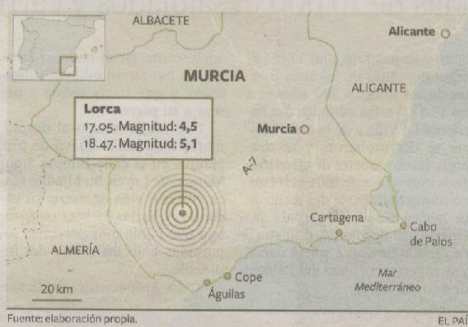 ALBACETE
Alicante
MURCIA
ALICANTE
Lorca
17.05. Magnitud: 4,5
18.47. Magnitud: 5,1
Murcia
A-7
Cartagena
Cabo
de Palos
ALMERÍA
Cope
Águilas
Mar
Mediterráneo
20 km
Fuente: elaboración propia.
EL PAÍ